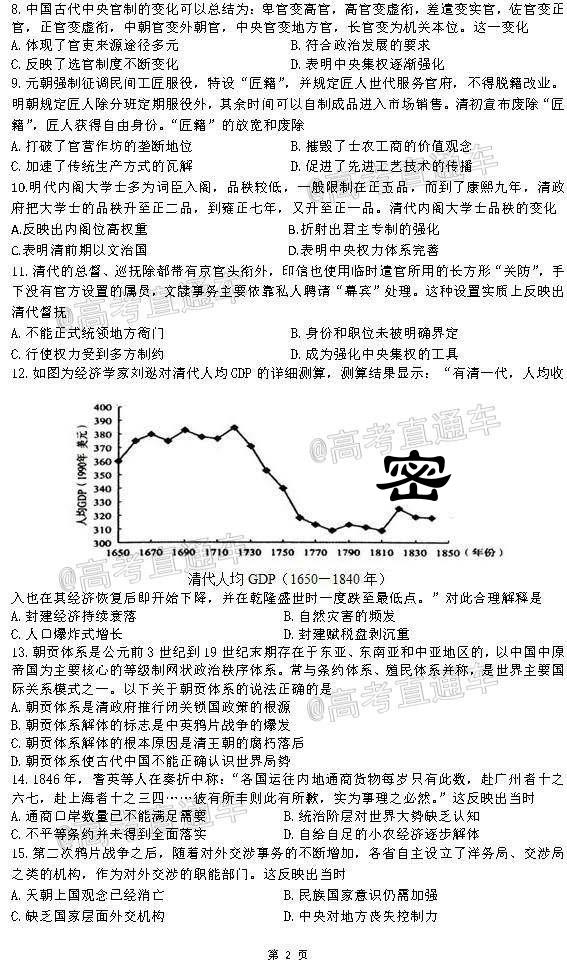 8. 中国古代中央官制的变化可以总结为：卑官变高官，高官变虚衔，差遣变实官，佐官变正
官，正官变虚衔，中朝官变外朝官，中央官变地方官，长官变为机关本位。这一变化
A. 体现了官吏来源途径多元 B. 符合政治发展的要求
C. 反映了选官制度不断变化 D. 表明中央集权逐渐强化
9. 元朝强制征调民间工匠服役，特设“匠籍”，并规定匠人世代服务官府，不得脱籍改业。
明朝规定匠人除分班定期服役外，其余时间可以自制成品进入市场销售。清初宣布废除“匠
籍”，匠人获得自由身份。“匠籍”的放宽和废除
A. 打破了官营作坊的垄断地位 B. 摧毁了士农工商的价值观念
C. 加速了传统生产方式的瓦解 D. 促进了先进工艺技术的传播
10.明代内阁大学士多为词臣入阁，品秩较低，一般限制在正五品，而到了康熙九年，清政
府把大学士的品秩升至正二品，到雍正七年，又升至正一品。清代内阁大学士品秩的变化
A.反映出内阁位高权重 B.折射出君主专制的强化
C.表明清前期以文治国 D.表明中央权力体系完善
11. 清代的总督、巡抚除都带有京官头衔外，印信也使用临时遣官所用的长方形“关防”，手
下没有官方设置的属员，文牍事务主要依靠私人聘请“幕宾”处理。这种设置实质上反映出
清代督抚
A. 不能正式统领地方衙门 B. 身份和职位未被明确界定
C. 行使权力受到多方制约 D. 成为强化中央集权的工具
12. 如图为经济学家刘逖对清代人均GDP 的详细测算，测算结果显示：“有清一代，人均收
人均GDP（1990年 美元）
400
390
380
370
360
350
340
330
320
310
300
密
1650 1670 1690 1710 1730 1750 1770 1790 1810 1830 1850（年份）
清代人均 GDP（1650－1840 年）
入也在其经济恢复后即开始下降，并在乾隆盛世时一度跌至最低点。”对此合理解释是
A. 封建经济持续衰落 B. 自然灾害的频发
C. 人口爆炸式增长 D. 封建赋税盘剥沉重
13. 朝贡体系是公元前 3 世纪到 19 世纪末期存在于东亚、东南亚和中亚地区的，以中国中原
帝国为主要核心的等级制网状政治秩序体系。常与条约体系、殖民体系并称，是世界主要国
际关系模式之一。以下关于朝贡体系的说法正确的是
A. 朝贡体系是清政府推行闭关锁国政策的根源
B. 朝贡体系解体的标志是中英鸦片战争的爆发
C. 朝贡体系解体的根本原因是清王朝的腐朽落后
D. 朝贡体系使古代中国不能正确认识世界局势
14. 1846 年，耆英等人在奏折中称：“各国运往内地通商货物每岁只有此数，赴广州者十之
六七，赴上海者十之三四……彼有所丰则此有所歉，实为事理之必然。”这反映出当时
A. 通商口岸数量已不能满足需要 B. 统治阶层对世界大势缺乏认知
C. 不平等条约并未得到全面落实 D. 自给自足的小农经济逐步解体
15. 第二次鸦片战争之后，随着对外交涉事务的不断增加，各省自主设立了洋务局、交涉局
之类的机构，作为对外交涉的职能部门。这反映出当时
A. 天朝上国观念已经消亡 B. 民族国家意识仍需加强
C. 缺乏国家层面外交机构 D. 中央对地方丧失控制力
第 2 页
@高考直通车
@高考直通车
@高考直通车
@高考直通车
@高考直通车
@高考直通车